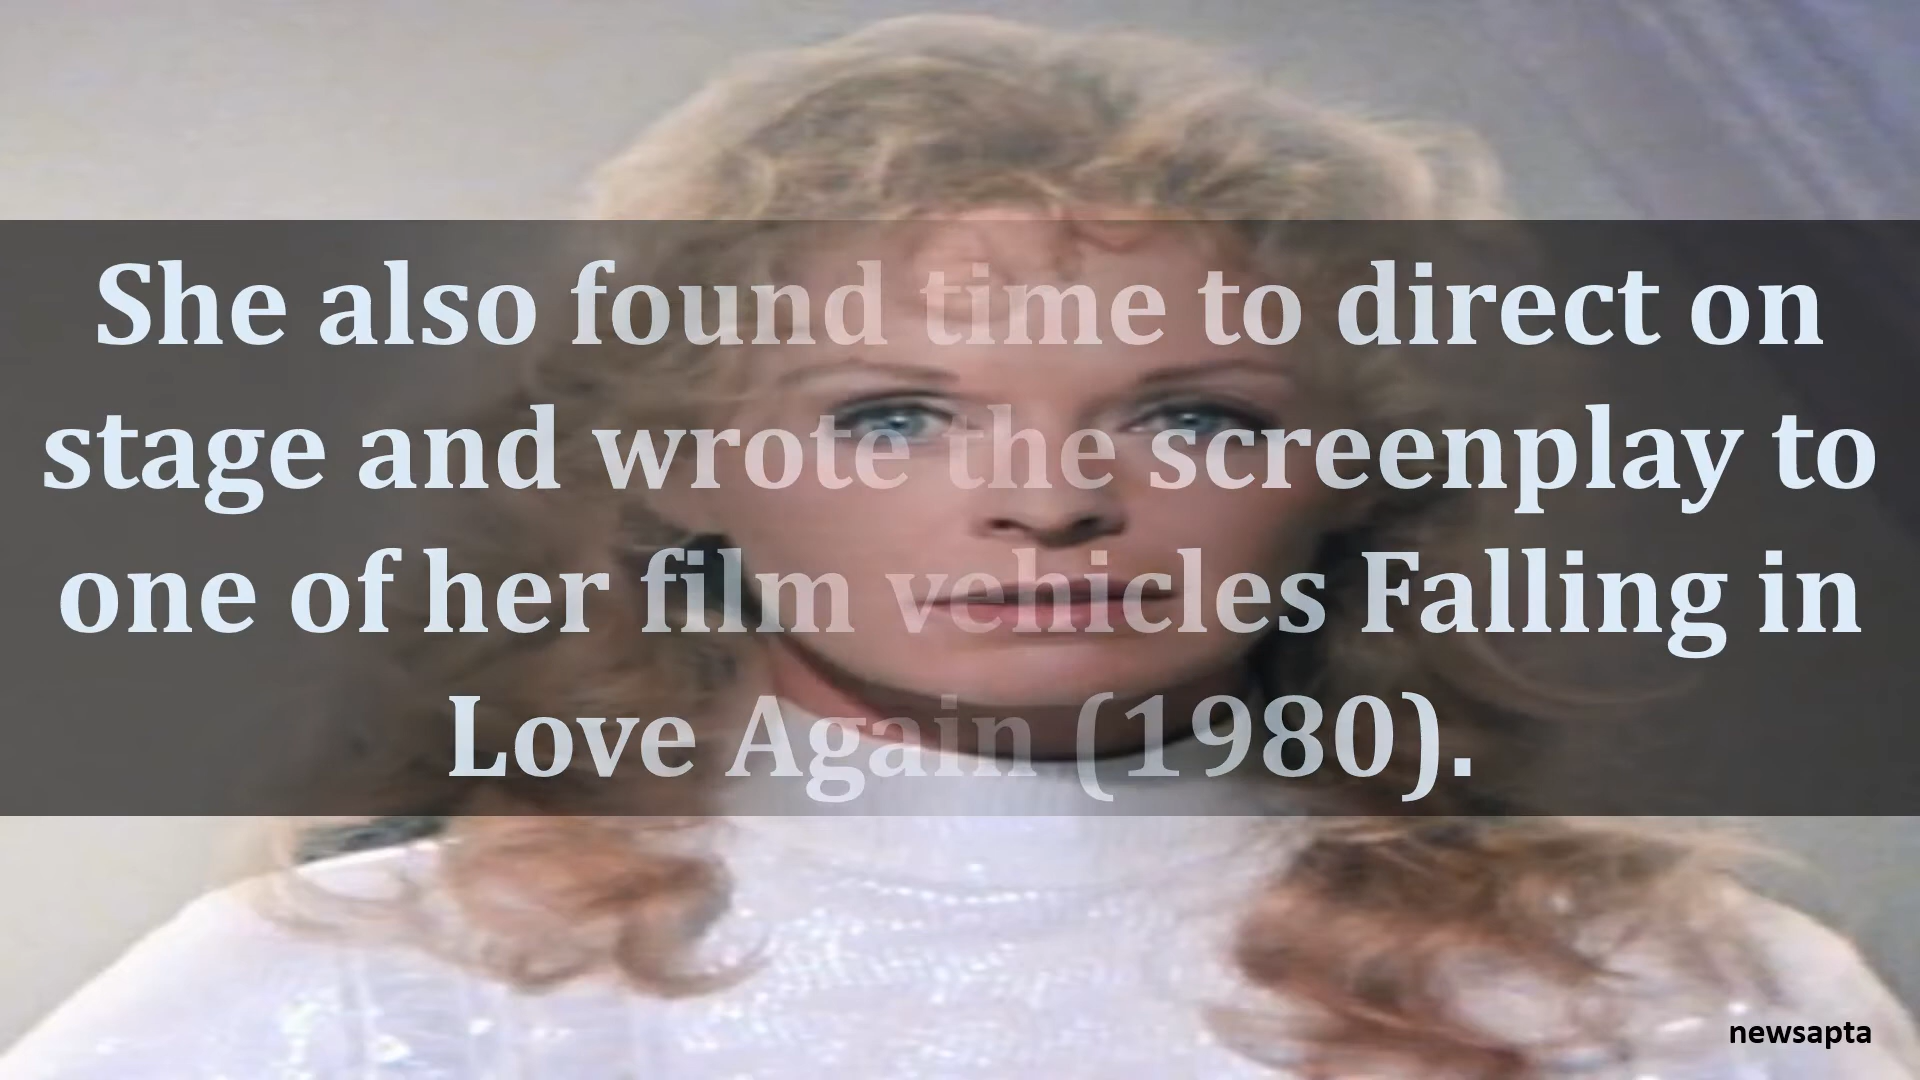 She also found time to direct on
stage and wrote the screenplay to
one of her film vehicles Falling in
Love Again (1980).
newsapta